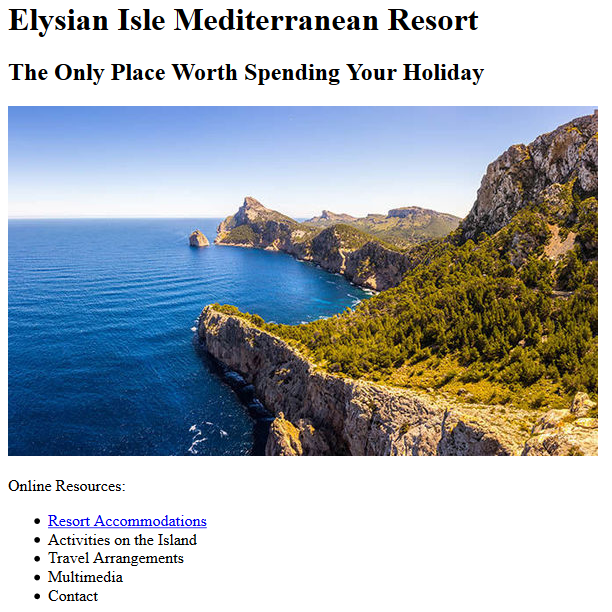 Elysian Isle Mediterranean Resort
The Only Place Worth Spending Your Holiday
Online Resources:
Resort Accommodations
Activities on the Island
Travel Arrangements
Multimedia
Contact